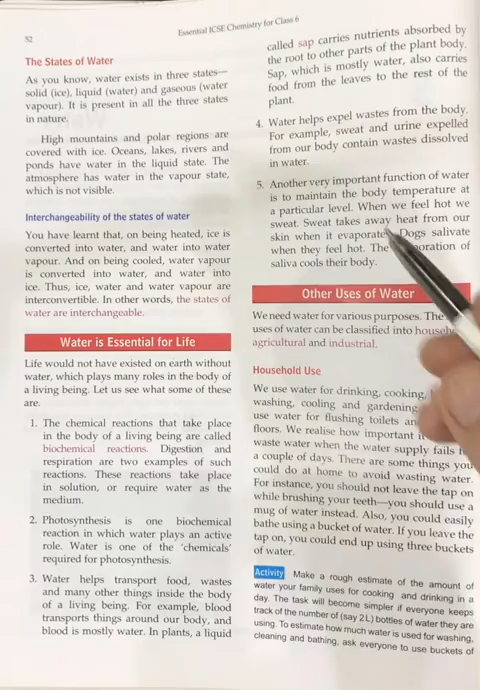 52
Essential ICSE Chemistry for Class 6
The States of Water
As you know, water exists in three states—
solid (ice), liquid (water) and gaseous (water
vapour). It is present in all the three states
in nature.
High mountains and polar regions are
covered with ice. Oceans, lakes, rivers and
ponds have water in the liquid state. The
atmosphere has water in the vapour state,
which is not visible.
Interchangeability of the states of water
You have learnt that, on being heated, ice is
converted into water, and water into water
vapour. And on being cooled, water vapour
is converted into water, and water into
ice. Thus, ice, water and water vapour are
interconvertible. In other words, the states of
water are interchangeable.
Water is Essential for Life
Life would not have existed on earth without
water, which plays many roles in the body of
a living being. Let us see what some of these
are.
1. The chemical reactions that take place
in the body of a living being are called
biochemical reactions. Digestion and
respiration are two examples of such
reactions. These reactions take place
in solution, or require water as the
medium.
2. Photosynthesis is one biochemical
reaction in which water plays an active
role. Water is one of the ‘chemicals’
required for photosynthesis.
3. Water helps transport food, wastes
and many other things inside the body
of a living being. For example, blood
transports things around our body, and
blood is mostly water. In plants, a liquid
called sap carries nutrients absorbed by
the root to other parts of the plant body.
Sap, which is mostly water, also carries
food from the leaves to the rest of the
plant.
4. Water helps expel wastes from the body.
For example, sweat and urine expelled
from our body contain wastes dissolved
in water.
5. Another very important function of water
is to maintain the body temperature at
a particular level. When we feel hot we
sweat. Sweat takes away heat from our
skin when it Dogs salivate
when they feel hot. The of
saliva cools their body.
Other Uses of Water
We need water for various purposes. The
uses of water can be classified into
agricultural and industrial.
Household Use
We use water for drinking, cooking,
washing, cooling and gardening.
use water for flushing toilets
floors. We realise how important
waste water when the water supply fails
a couple of days. There are some things you
could do at home to avoid wasting water.
For instance, you should not leave the tap on
while brushing your teeth—you should use a
mug of water instead. Also, you could easily
bathe using a bucket of water. If you leave the
tap on, you could end up using three buckets
of water.
Activity Make a rough estimate of the amount of
water your family uses for cooking and drinking in a
day. The task will become simpler if everyone keeps
track of the number of (say 2 L) bottles of water they are
using. To estimate how much water is used for washing,
cleaning and bathing, ask everyone to use buckets of